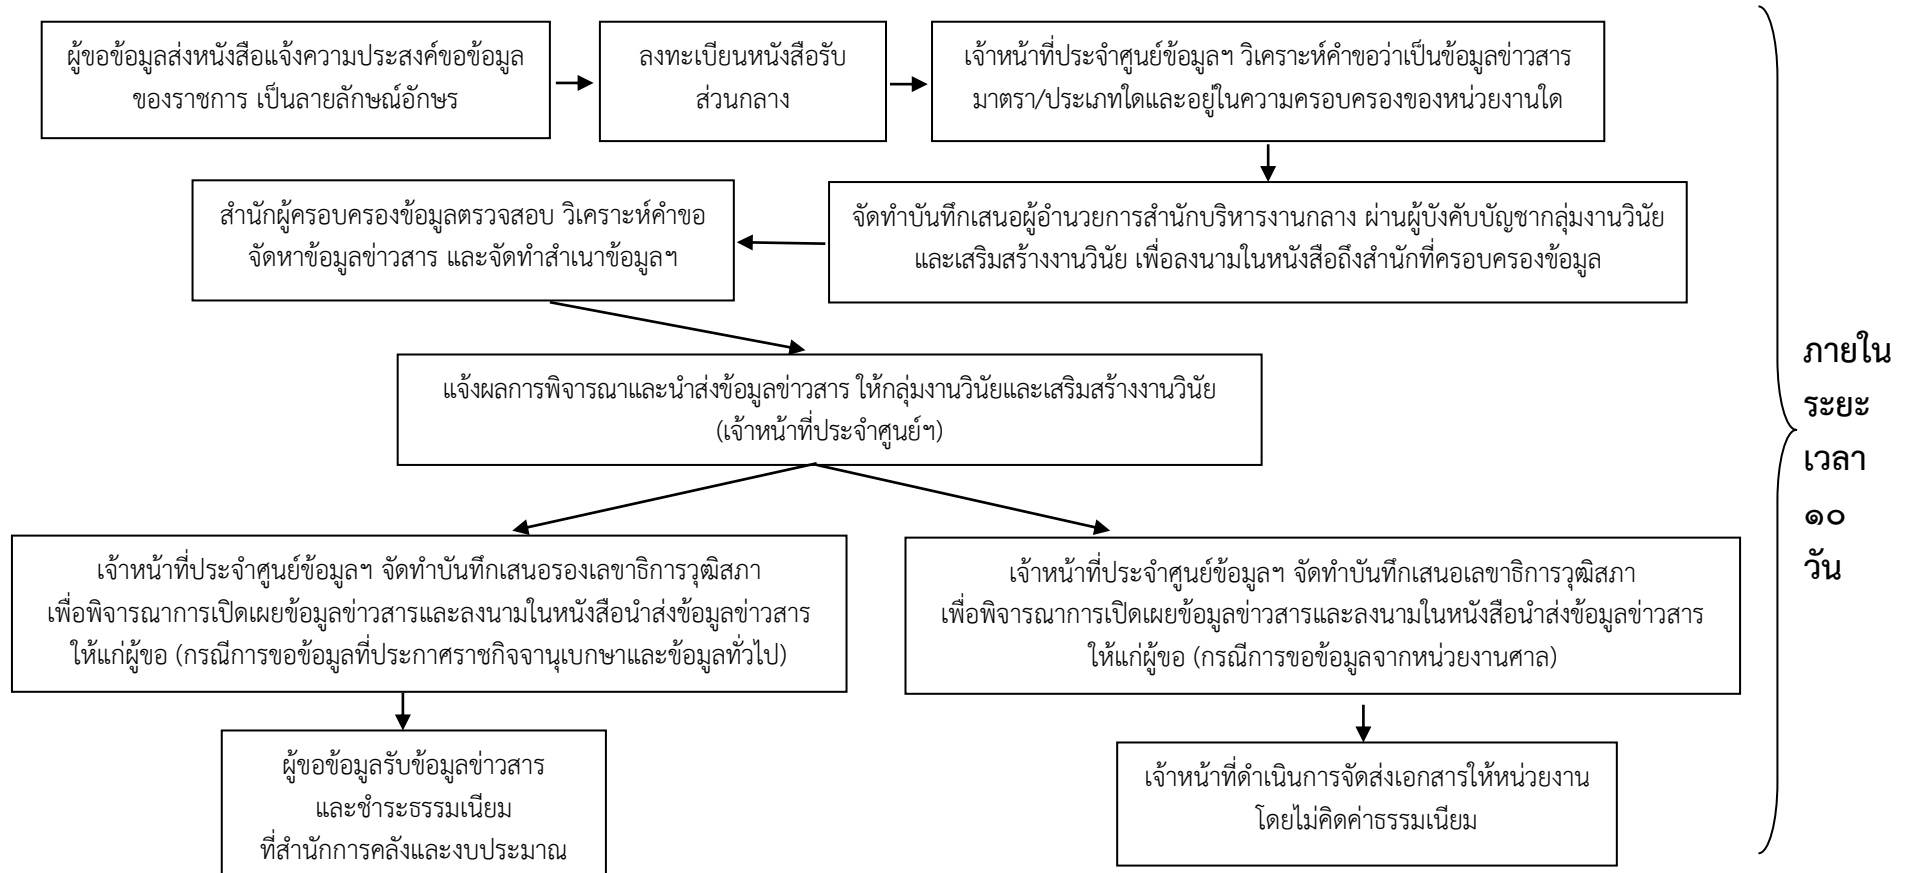 ผู้ขอข้อมูลส่งหนังสือแจ้งความประสงค์ขอข้อมูล
ของราชการ เป็นลายลักษณ์อักษร
ลงทะเบียนหนังสือรับ
ส่วนกลาง
เจ้าหน้าที่ประจำศูนย์ข้อมูลฯ วิเคราะห์คำขอว่าเป็นข้อมูลข่าวสาร
มาตรา/ประเภทใดและอยู่ในความครอบครองของหน่วยงานใด
จัดทำบันทึกเสนอผู้อำนวยการสำนักบริหารงานกลาง ผ่านผู้บังคับบัญชากลุ่มงานวินัย
และเสริมสร้างงานวินัย เพื่อลงนามในหนังสือถึงสำนักที่ครอบครองข้อมูล
สำนักผู้ครอบครองข้อมูลตรวจสอบ วิเคราะห์คำขอ
จัดหาข้อมูลข่าวสาร และจัดทำสำเนาข้อมูลฯ
แจ้งผลการพิจารณาและนำส่งข้อมูลข่าวสาร ให้กลุ่มงานวินัยและเสริมสร้างงานวินัย
(เจ้าหน้าที่ประจำศูนย์ฯ)
เจ้าหน้าที่ประจำศูนย์ข้อมูลฯ จัดทำบันทึกเสนอรองเลขาธิการวุฒิสภา
เพื่อพิจารณาการเปิดเผยข้อมูลข่าวสารและลงนามในหนังสือนำส่งข้อมูลข่าวสาร
ให้แก่ผู้ขอ (กรณีการขอข้อมูลที่ประกาศราชกิจจานุเบกษาและข้อมูลทั่วไป)
เจ้าหน้าที่ประจำศูนย์ข้อมูลฯ จัดทำบันทึกเสนอเลขาธิการวุฒิสภา
เพื่อพิจารณาการเปิดเผยข้อมูลข่าวสารและลงนามในหนังสือนำส่งข้อมูลข่าวสาร
ให้แก่ผู้ขอ (กรณีการขอข้อมูลจากหน่วยงานศาล)
ผู้ขอข้อมูลรับข้อมูลข่าวสาร
และชำระธรรมเนียม
ที่สำนักการคลังและงบประมาณ
เจ้าหน้าที่ดำเนินการจัดส่งเอกสารให้หน่วยงาน
โดยไม่คิดค่าธรรมเนียม
ภายใน
ระยะ
เวลา
๑๐
วัน